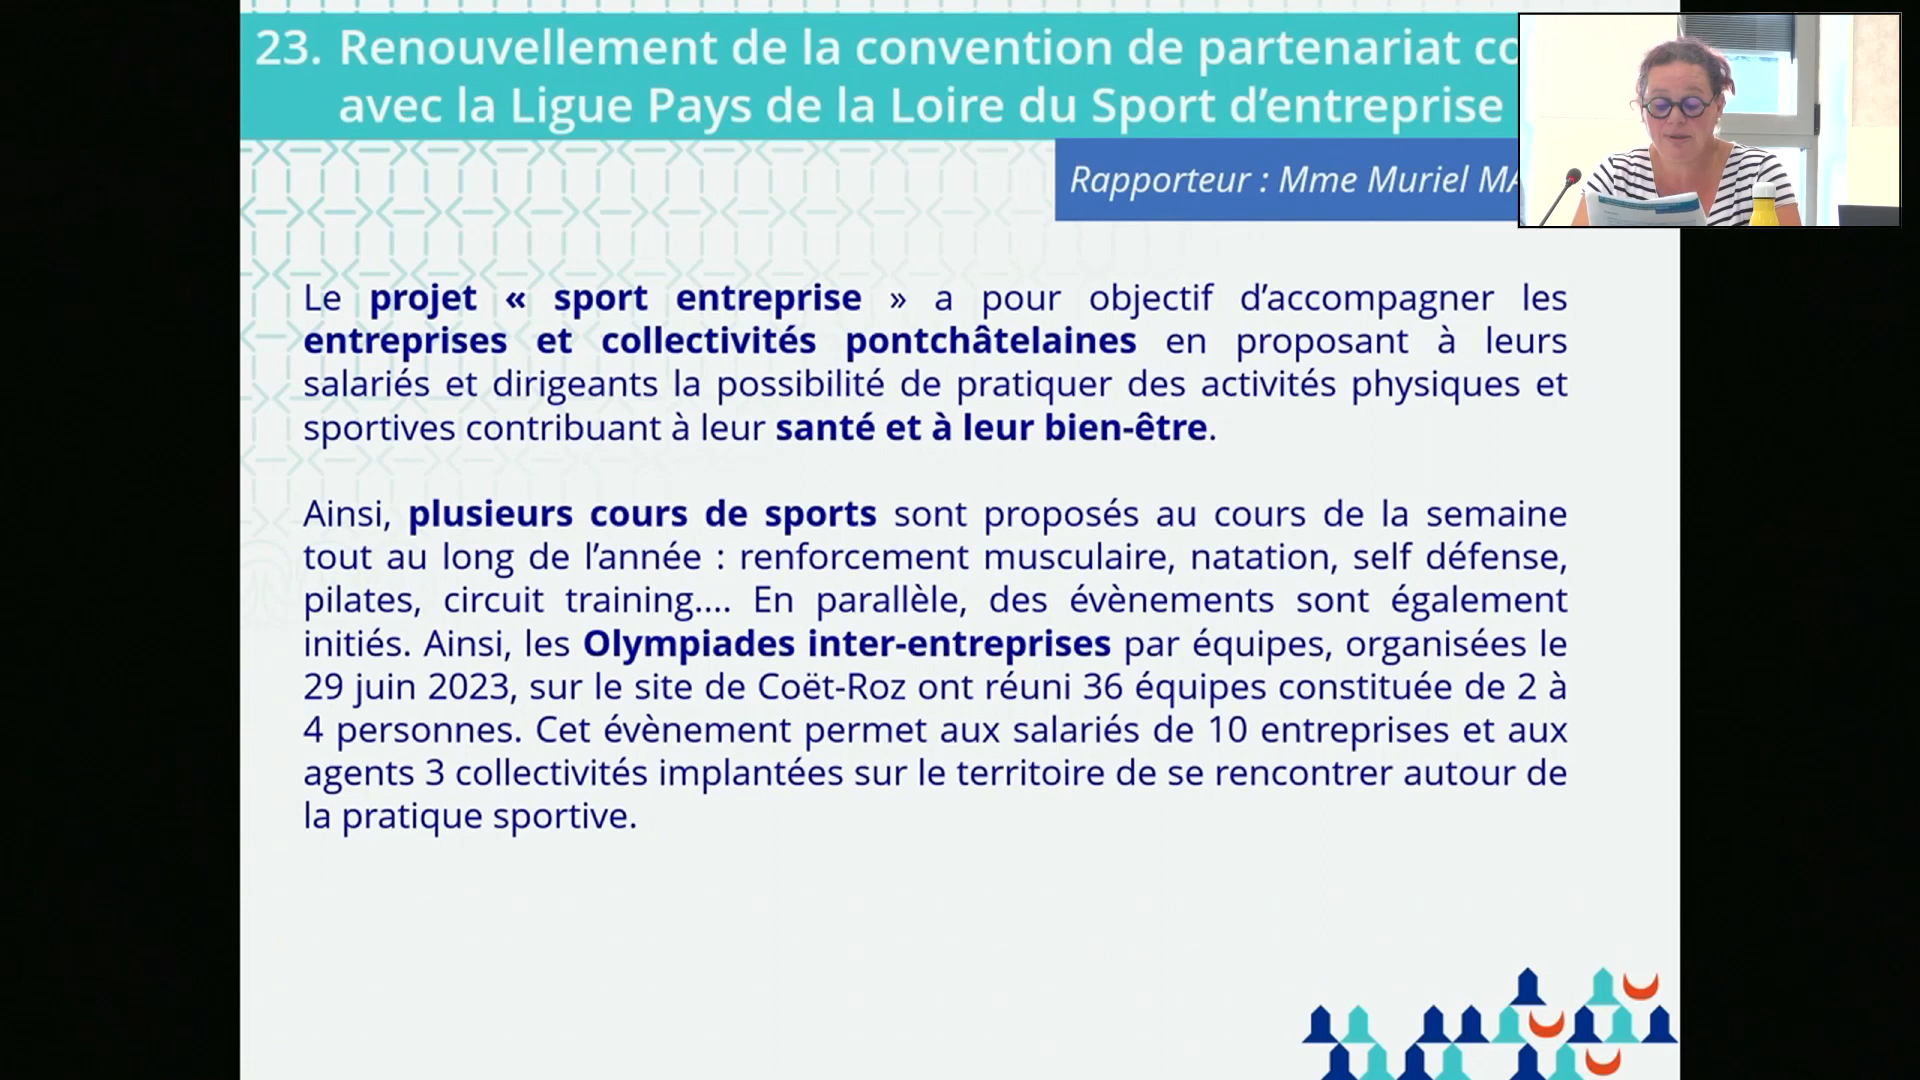 23. Renouvellement de la convention de partenariat
avec la Ligue Pays de la Loire du Sport d’entreprise
Rapporteur : Mme Muriel
Le projet « sport entreprise » a pour objectif d’accompagner les
entreprises et collectivités pontchâtelaines en proposant à leurs
salariés et dirigeants la possibilité de pratiquer des activités physiques et
sportives contribuant à leur santé et à leur bien-être.
Ainsi, plusieurs cours de sports sont proposés au cours de la semaine
tout au long de l’année : renforcement musculaire, natation, self défense,
pilates, circuit training.... En parallèle, des évènements sont également
initiés. Ainsi, les Olympiades inter-entreprises par équipes, organisées le
29 juin 2023, sur le site de Coët-Roz ont réuni 36 équipes constituée de 2 à
4 personnes. Cet évènement permet aux salariés de 10 entreprises et aux
agents 3 collectivités implantées sur le territoire de se rencontrer autour de
la pratique sportive.